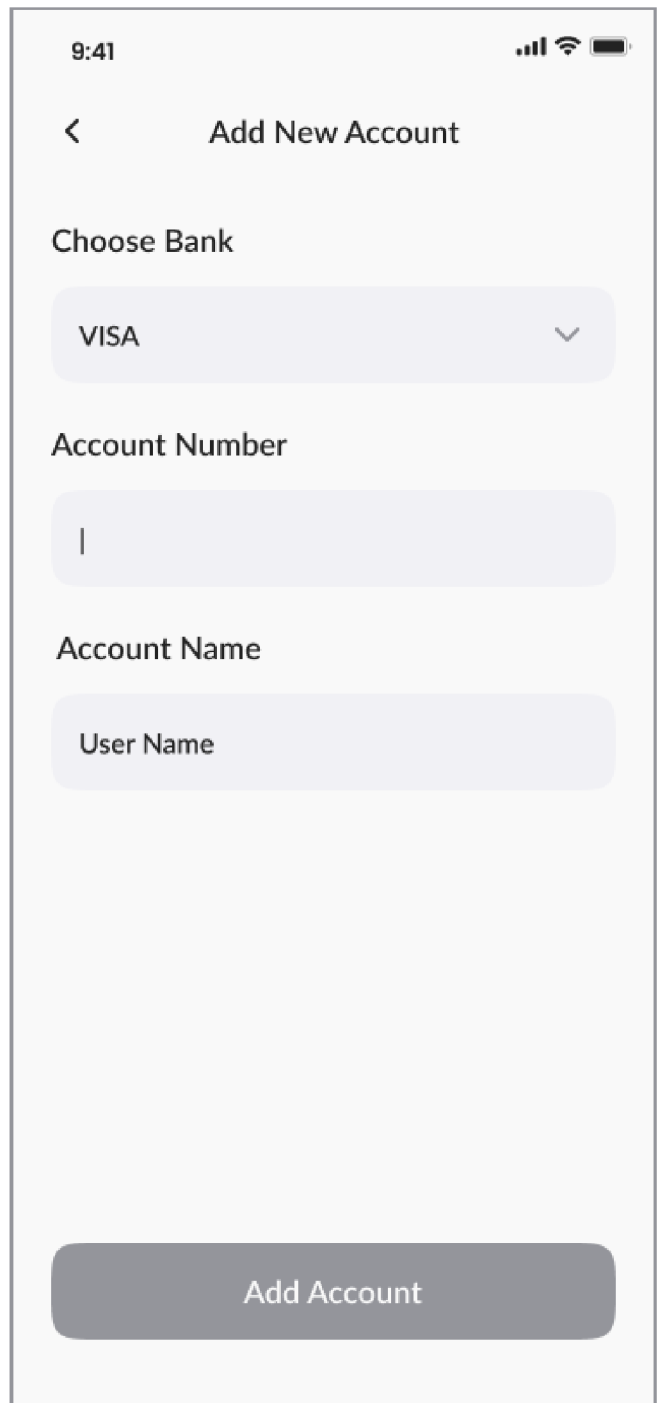 9:41
Add New Account
Choose Bank
VISA
Account Number
Account Name
User Name
Add Account